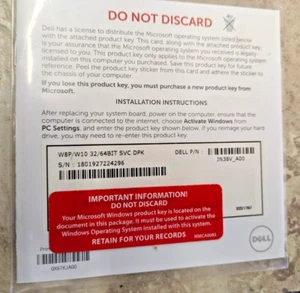 DO NOT DISCARD
Dell has a license to distribute the Microsoft operating system listed below
with the attached product key. This card, along with the attached product key,
is your assurance that the Microsoft operating system you received is legally
licensed to you. This product key only applies to the Microsoft operating system
installed on this computer you purchased. Save this product key for future
system recovery. Peel the product key sticker from this card and adhere the sticker to
the chassis of your computer.
If you lose this product key, you must purchase a new product key from
Microsoft.
INSTALLATION INSTRUCTIONS
After replacing your system board, power on the computer, ensure that the
computer is connected to the internet, choose Activate Windows from
PC Settings, and enter the product key shown below. If you reimage your hard
drive, you may need to re-enter this product key.
W8P/W10 32/64BIT SVC DPK
DELL P/N :
S/N : 1801927224296
2N38V_A00
IMPORTANT INFORMATION!
DO NOT DISCARD
Your Microsoft Windows product key is located on the
document in this package. It must be used to activate the
Windows Operating System installed with this system.
RETAIN FOR YOUR RECORDS
DELL